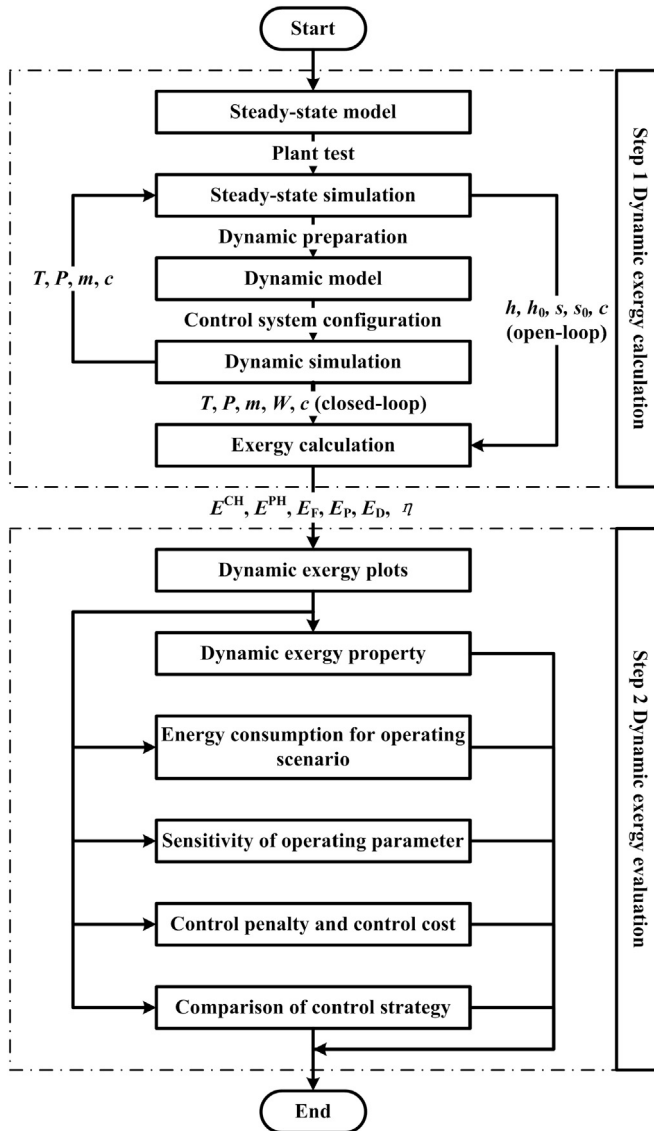 Start
Steady-state model
Plant test
Steady-state simulation
Dynamic preparation
T, P, m, c
Dynamic model
h, h₀, s, s₀, c
(open-loop)
Control system configuration
Dynamic simulation
T, P, m, W, c (closed-loop)
Exergy calculation
Step 1 Dynamic exergy calculation
Eᶜᴴ, Eᴾᴴ, E_F, E_P, E_D, η
Dynamic exergy plots
Dynamic exergy property
Energy consumption for operating
scenario
Sensitivity of operating parameter
Control penalty and control cost
Comparison of control strategy
Step 2 Dynamic exergy evaluation
End